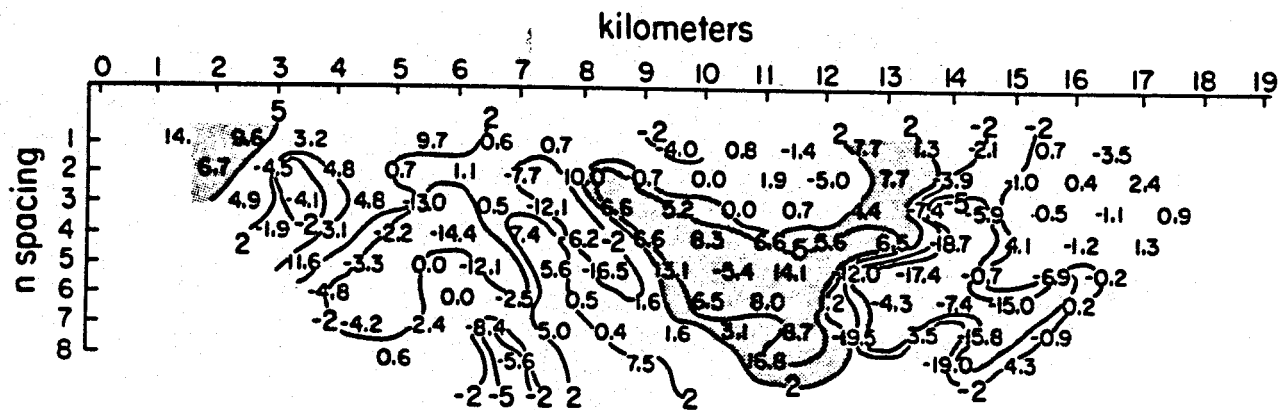 kilometers
0 1 2 3 4 5 6 7 8 9 10 11 12 13 14 15 16 17 18 19
n spacing
5 2 -2 2 2 -2 -2
1 14. 9.6 3.2 9.7 0.6 0.7 -4.0 0.8 -1.4 -7.7 1.3 -2.1 0.7 -3.5
2 6.7 -4.5 4.8 0.7 1.1 -7.7 10.0 0.7 0.0 1.9 -5.0 7.7 -3.9 -1.0 0.4 2.4
3 4.9 -4.1 4.8 -13.0 0.5 -12.1 6.6 5.2 0.0 0.7 4.4 -7.4 -5 -5.9 -0.5 -1.1 0.9
4 2 -1.9 -2 3.1 -2.2 -14.4 7.4 6.2 -2 6.6 8.3 6.6 5 5.6 6.5 -18.7 4.1 -1.2 1.3
5 -11.6 -3.3 0.0 -12.1 5.6 -16.5 13.1 -5.4 14.1 -12.0 -17.4 -0.7 -6.9 -0.2
6 -4.8 0.0 -2.5 0.5 1.6 6.5 8.0 .2 -4.3 -7.4 -15.0 0.2
7 -2 -4.2 2.4 -8.4 5.0 0.4 1.6 3.1 8.7 -19.5 3.5 -15.8 -0.9
8 0.6 -5.6 7.5 16.8 -19.0 4.3
-2 -5 -2 2 2 2 -2